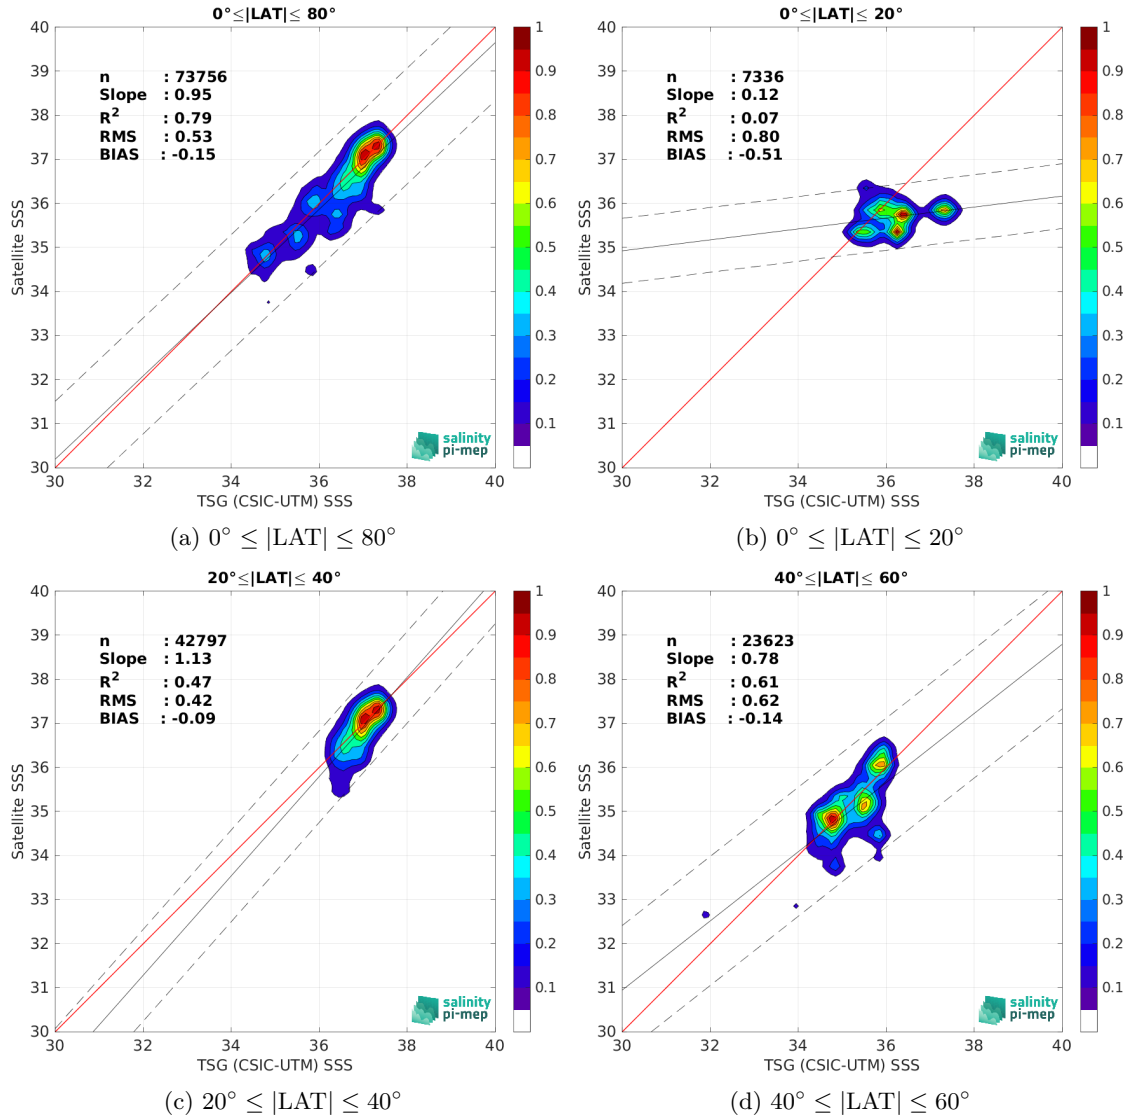 0°≤|LAT|≤ 80°
40
39
38
37
36
35
34
33
32
31
30
30 32 34 36 38 40
Satellite SSS
TSG (CSIC-UTM) SSS
n : 73756
Slope : 0.95
R² : 0.79
RMS : 0.53
BIAS : -0.15
salinity
pi-mep
1
0.9
0.8
0.7
0.6
0.5
0.4
0.3
0.2
0.1
(a) 0° ≤ |LAT| ≤ 80°
0°≤|LAT|≤ 20°
40
39
38
37
36
35
34
33
32
31
30
30 32 34 36 38 40
Satellite SSS
TSG (CSIC-UTM) SSS
n : 7336
Slope : 0.12
R² : 0.07
RMS : 0.80
BIAS : -0.51
salinity
pi-mep
1
0.9
0.8
0.7
0.6
0.5
0.4
0.3
0.2
0.1
(b) 0° ≤ |LAT| ≤ 20°
20°≤|LAT|≤ 40°
40
39
38
37
36
35
34
33
32
31
30
30 32 34 36 38 40
Satellite SSS
TSG (CSIC-UTM) SSS
n : 42797
Slope : 1.13
R² : 0.47
RMS : 0.42
BIAS : -0.09
salinity
pi-mep
1
0.9
0.8
0.7
0.6
0.5
0.4
0.3
0.2
0.1
(c) 20° ≤ |LAT| ≤ 40°
40°≤|LAT|≤ 60°
40
39
38
37
36
35
34
33
32
31
30
30 32 34 36 38 40
Satellite SSS
TSG (CSIC-UTM) SSS
n : 23623
Slope : 0.78
R² : 0.61
RMS : 0.62
BIAS : -0.14
salinity
pi-mep
1
0.9
0.8
0.7
0.6
0.5
0.4
0.3
0.2
0.1
(d) 40° ≤ |LAT| ≤ 60°